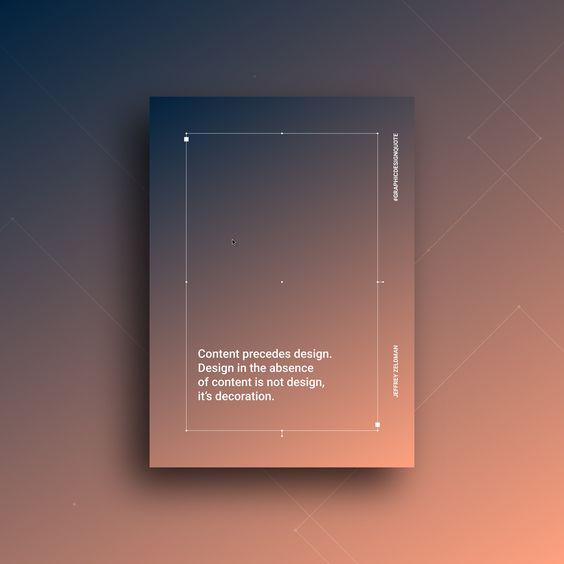 #GRAPHICDESIGNQUOTE
Content precedes design.
Design in the absence
of content is not design,
it's decoration.
JEFFREY ZELDMAN